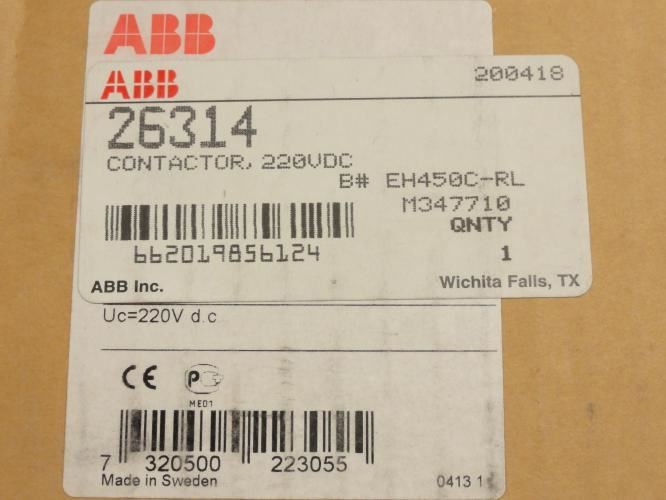 ABB
ABB 200418
26314
CONTACTOR, 220VDC
B# EH450C-RL
M347710
QNTY
662019856124 1
ABB Inc. Wichita Falls, TX
Uc=220V d.c
CE
ME01
7 320500 223055
Made in Sweden 0413 1